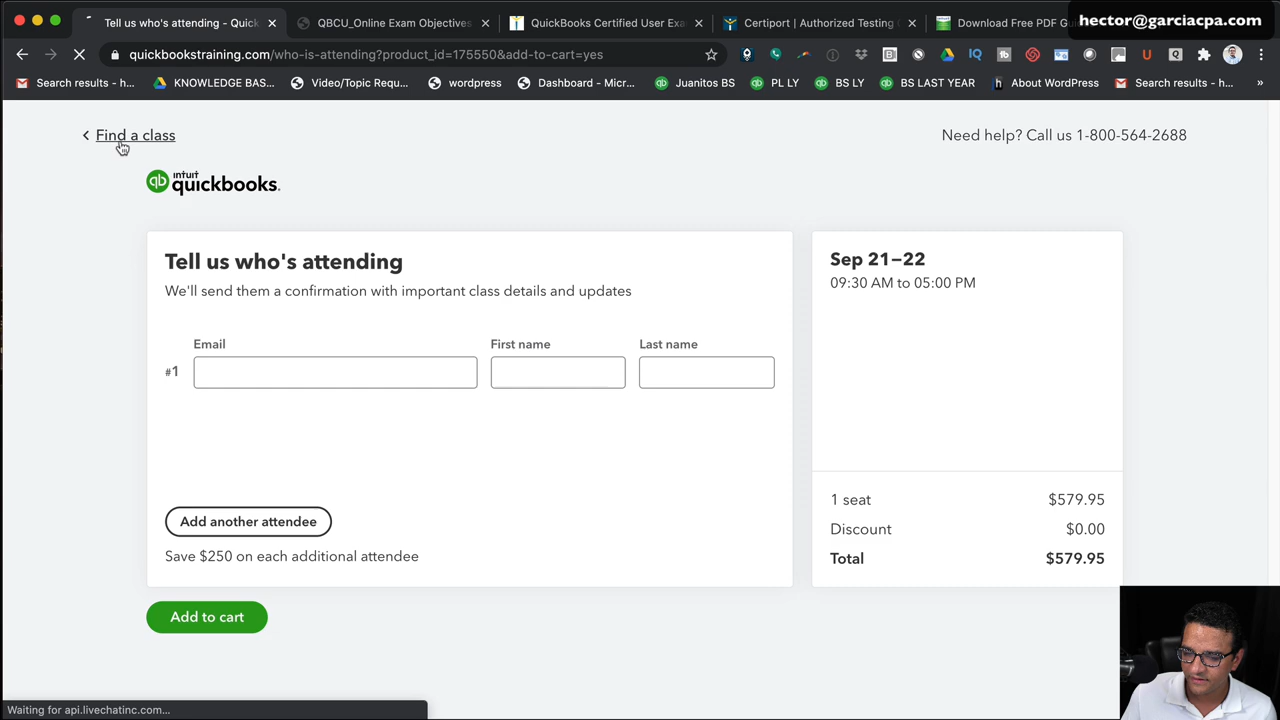 Tell us who's attending - Quick
QBCU_Online Exam Objectives
QuickBooks Certified User Exa
Certiport | Authorized Testing
Download Free PDF Gu
hector@garciacpa.com
quickbookstraining.com/who-is-attending?product_id=175550&add-to-cart=yes
Search results - h...
KNOWLEDGE BAS...
Video/Topic Requ...
Wordpress
Dashboard - Micr...
Juanitos BS
PL LY
BS LY
BS LAST YEAR
About WordPress
Search results - h...
Find a class
Need help? Call us 1-800-564-2688
intuit
quickbooks.
Tell us who's attending
We'll send them a confirmation with important class details and updates
Email
First name
Last name
#1
Add another attendee
Save $250 on each additional attendee
Add to cart
Sep 21–22
09:30 AM to 05:00 PM
1 seat $579.95
Discount $0.00
Total $579.95
Waiting for api.livechatinc.com...